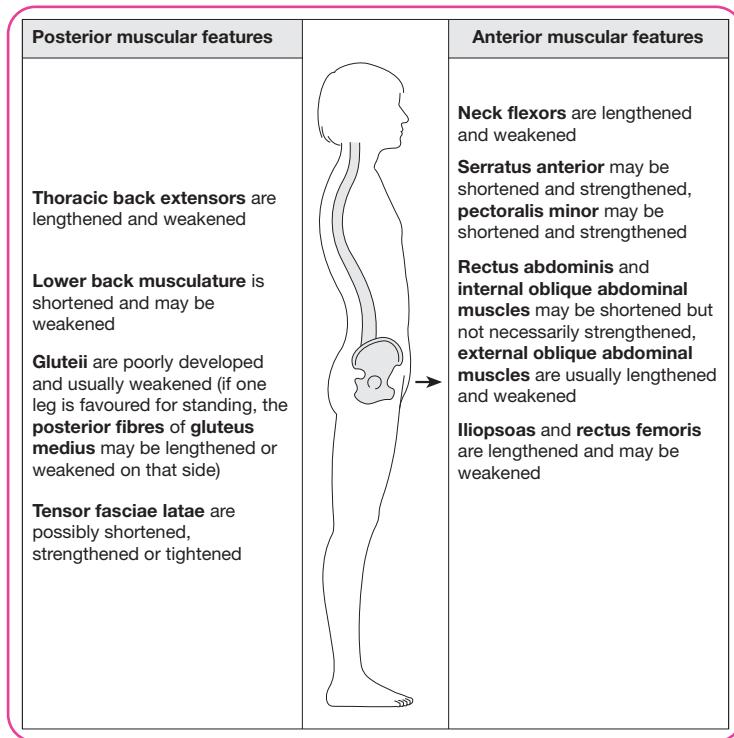 Posterior muscular features
Thoracic back extensors are
lengthened and weakened
Lower back musculature is
shortened and may be
weakened
Gluteii are poorly developed
and usually weakened (if one
leg is favoured for standing, the
posterior fibres of gluteus
medius may be lengthened or
weakened on that side)
Tensor fasciae latae are
possibly shortened,
strengthened or tightened
Anterior muscular features
Neck flexors are lengthened
and weakened
Serratus anterior may be
shortened and strengthened,
pectoralis minor may be
shortened and strengthened
Rectus abdominis and
internal oblique abdominal
muscles may be shortened but
not necessarily strengthened,
external oblique abdominal
muscles are usually lengthened
and weakened
Iliopsoas and rectus femoris
are lengthened and may be
weakened